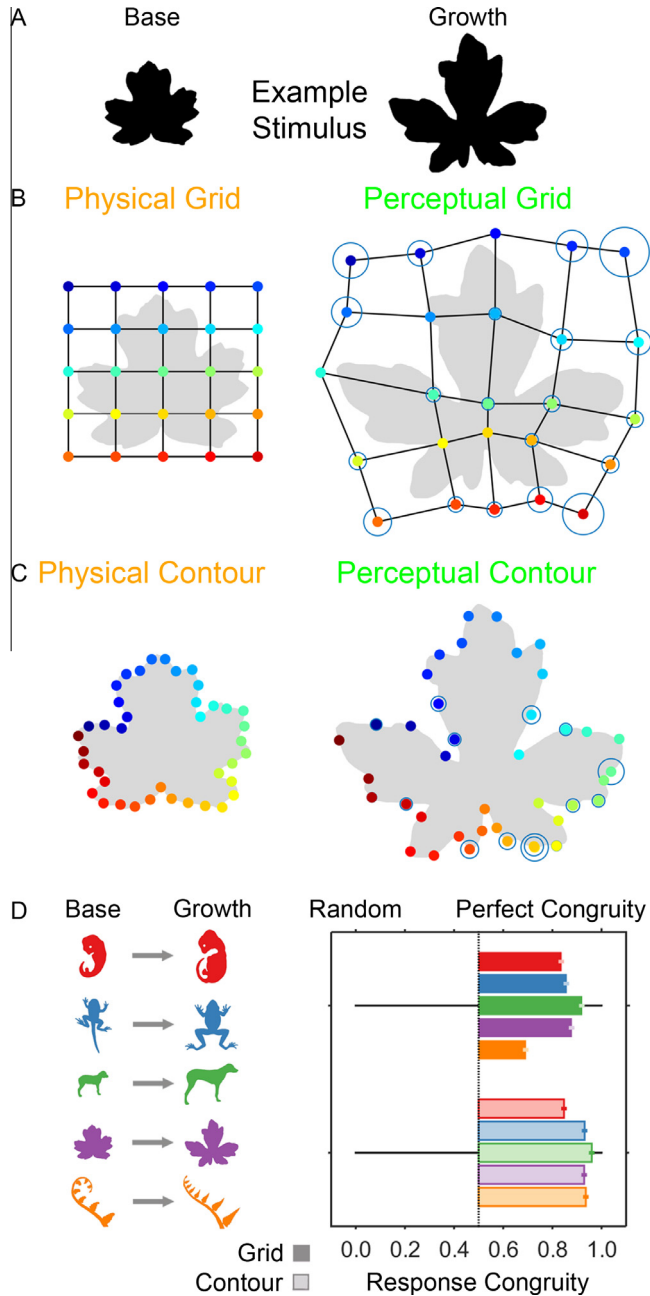 A
Base
Growth
Example
Stimulus
B
Physical Grid
Perceptual Grid
C
Physical Contour
Perceptual Contour
D
Base
Growth
Random
Perfect Congruity
Grid
Contour
0.0
0.2
0.4
0.6
0.8
1.0
Response Congruity